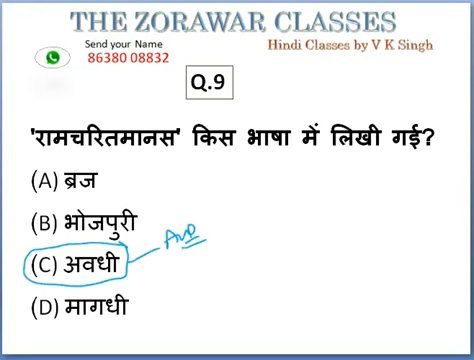 THE ZORAWAR CLASSES
Send your Name
Hindi Classes by V K Singh
86380 08832
Q.9
'रामचरितमानस' किस भाषा में लिखी गई?
(A) ब्रज
(B) भोजपुरी
Ans
(C) अवधी
(D) मागधी